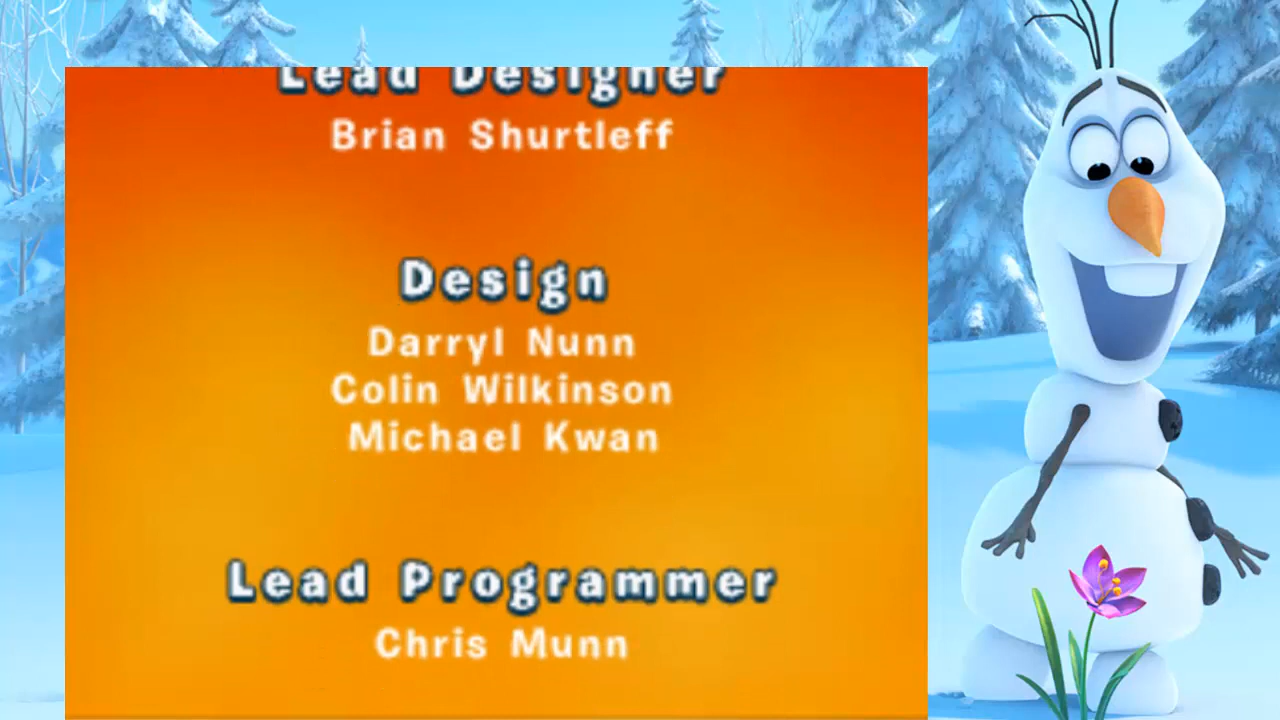 Lead Designer
Brian Shurtleff
Design
Darryl Nunn
Colin Wilkinson
Michael Kwan
Lead Programmer
Chris Munn